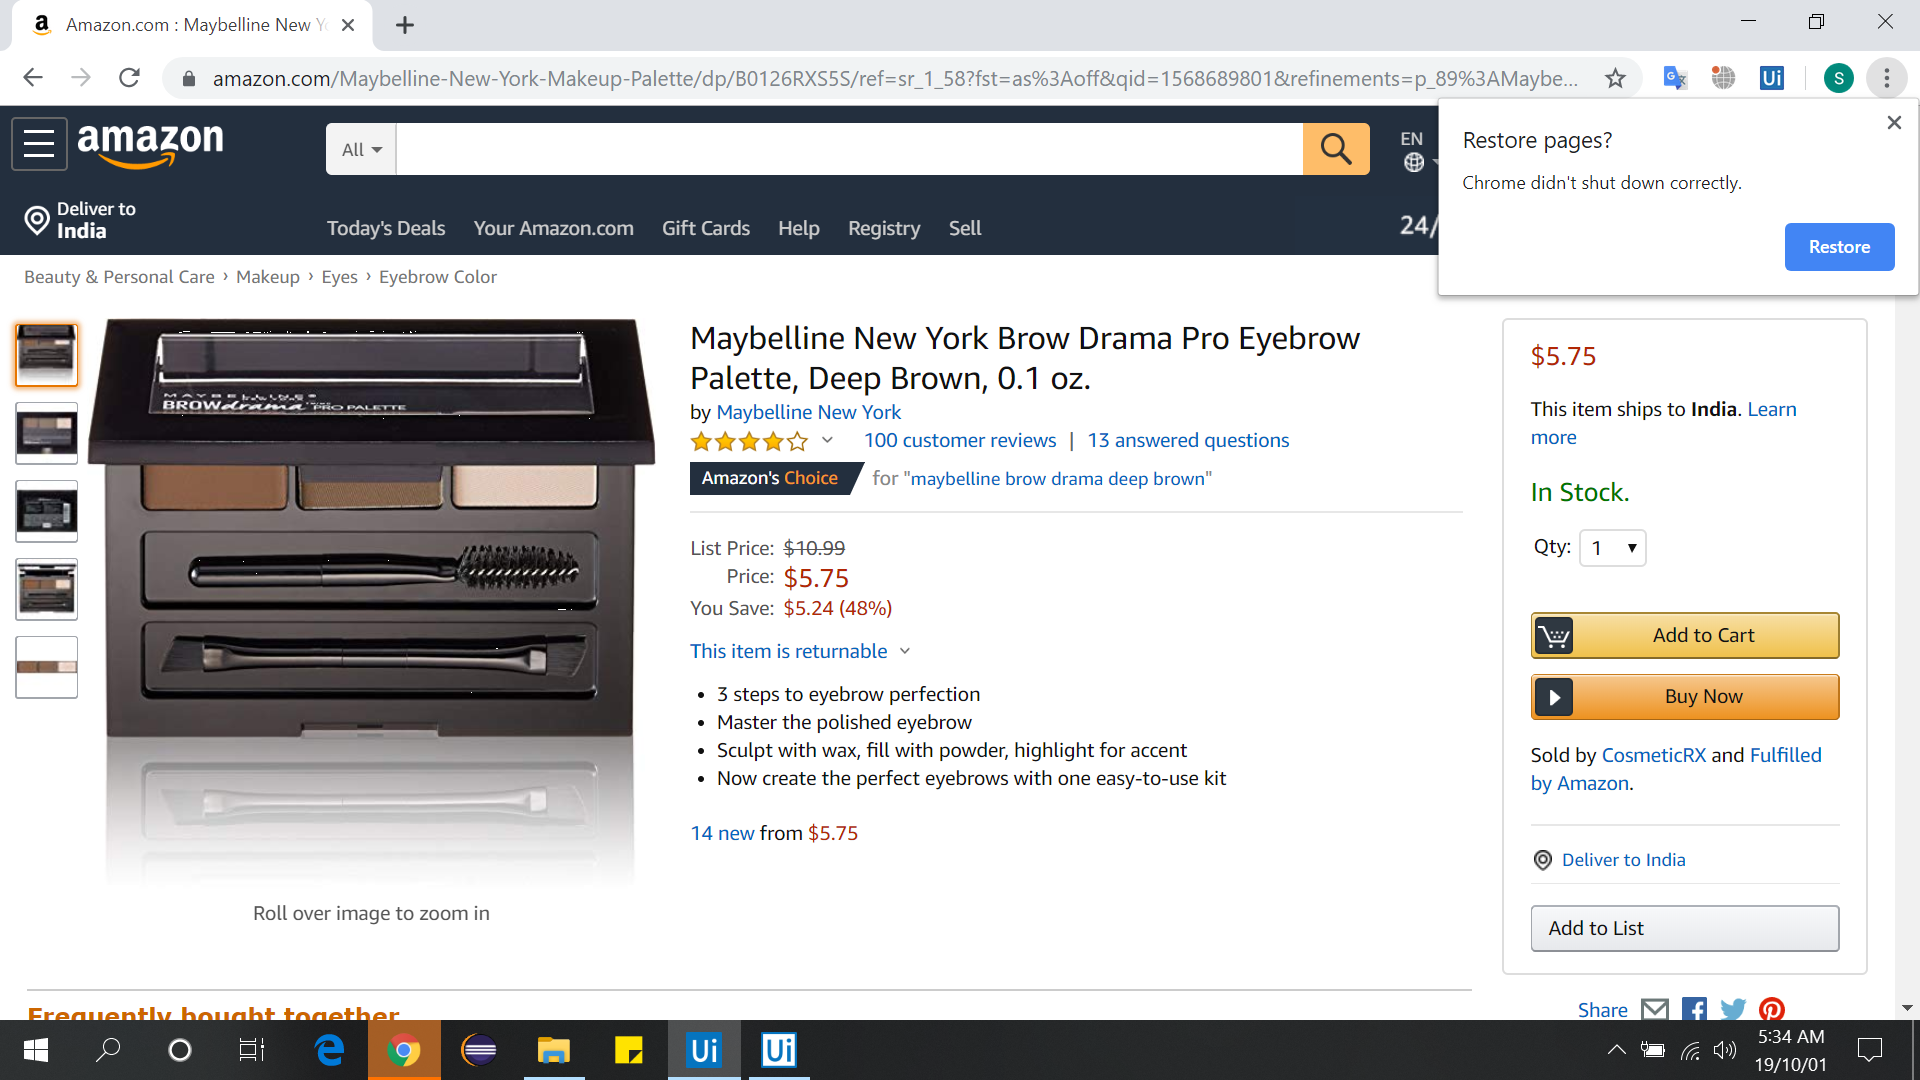 Amazon.com : Maybelline New Y
amazon.com/Maybelline-New-York-Makeup-Palette/dp/B0126RXS5S/ref=sr_1_58?fst=as%3Aoff&qid=1568689801&refinements=p_89%3AMaybe...
S
Ui
Restore pages?
Chrome didn't shut down correctly.
Restore
amazon
All
EN
Deliver to
India
Today's Deals
Your Amazon.com
Gift Cards
Help
Registry
Sell
24/
Beauty & Personal Care › Makeup › Eyes › Eyebrow Color
MAYBELLINE
BROWdrama PRO PALETTE
Roll over image to zoom in
Maybelline New York Brow Drama Pro Eyebrow
Palette, Deep Brown, 0.1 oz.
by Maybelline New York
100 customer reviews | 13 answered questions
Amazon's Choice for "maybelline brow drama deep brown"
List Price: $10.99
Price: $5.75
You Save: $5.24 (48%)
This item is returnable
• 3 steps to eyebrow perfection
• Master the polished eyebrow
• Sculpt with wax, fill with powder, highlight for accent
• Now create the perfect eyebrows with one easy-to-use kit
14 new from $5.75
$5.75
This item ships to India. Learn
more
In Stock.
Qty: 1
Add to Cart
Buy Now
Sold by CosmeticRX and Fulfilled
by Amazon.
Deliver to India
Add to List
Share
Frequently bought together
Ui
Ui
5:34 AM
19/10/01